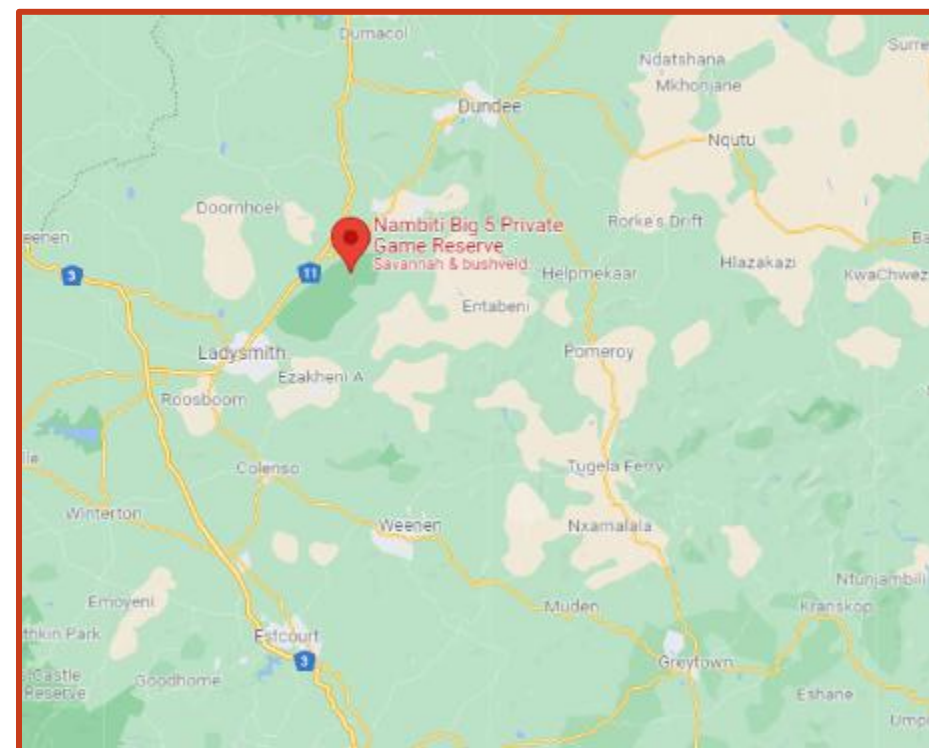 Dumacol
Surre
Ndatshana
Mkhonjane
Dundee
Nqutu
Doornhoek
Nambiti Big 5 Private
Game Reserve
Savannah & bushveld
Rorke's Drift
eenen
Ba
3
11
Helpmekaar
Hlazakazi
KwaChwez
Entabeni
Ladysmith
Pomeroy
Ezakheni A
Roosboom
lle
Colenso
Tugela Ferry
Winterton
Weenen
Nxamalala
Ntunjambili
Emoyeni
Muden
Kranskop
thkin Park
Estcourt
3
Greytown
s Castle
Reserve
Goodhome
Eshane
Ump